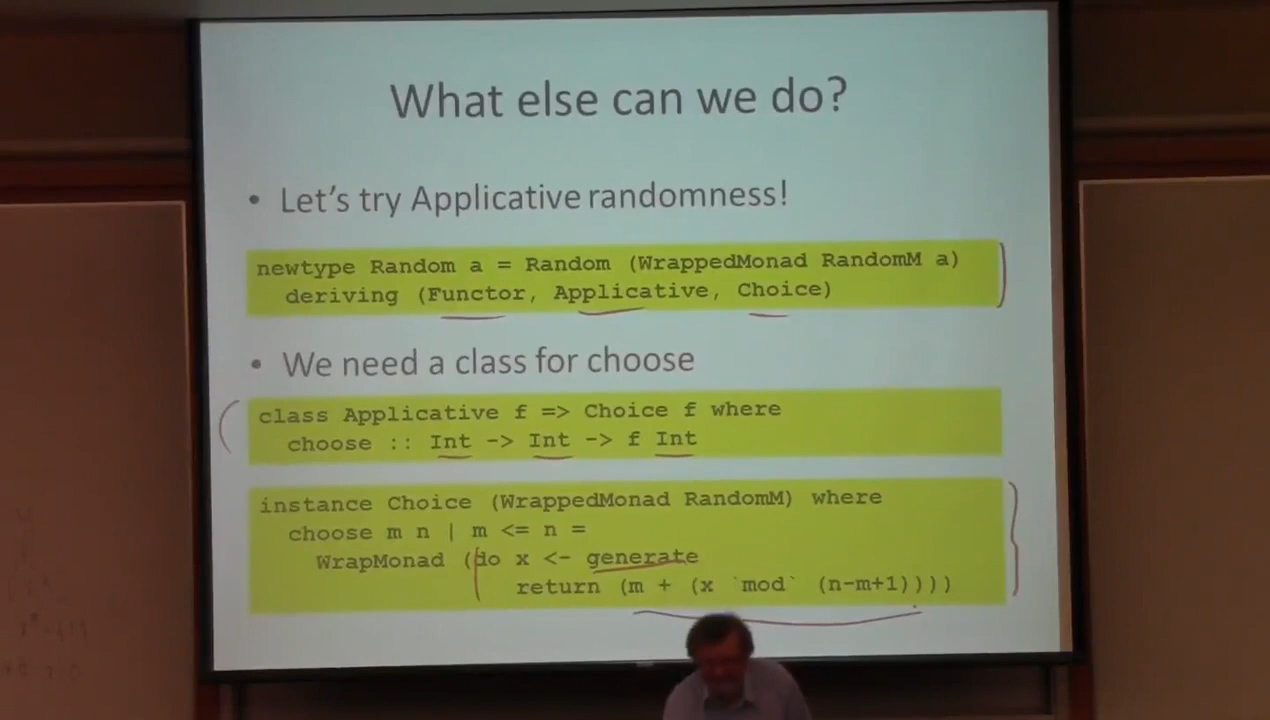 What else can we do?
• Let's try Applicative randomness!
newtype Random a = Random (WrappedMonad RandomM a)
deriving (Functor, Applicative, Choice)
• We need a class for choose
class Applicative f => Choice f where
choose :: Int -> Int -> f Int
instance Choice (WrappedMonad RandomM) where
choose m n | m <= n =
WrapMonad (do x <- generate
return (m + (x `mod` (n-m+1))))